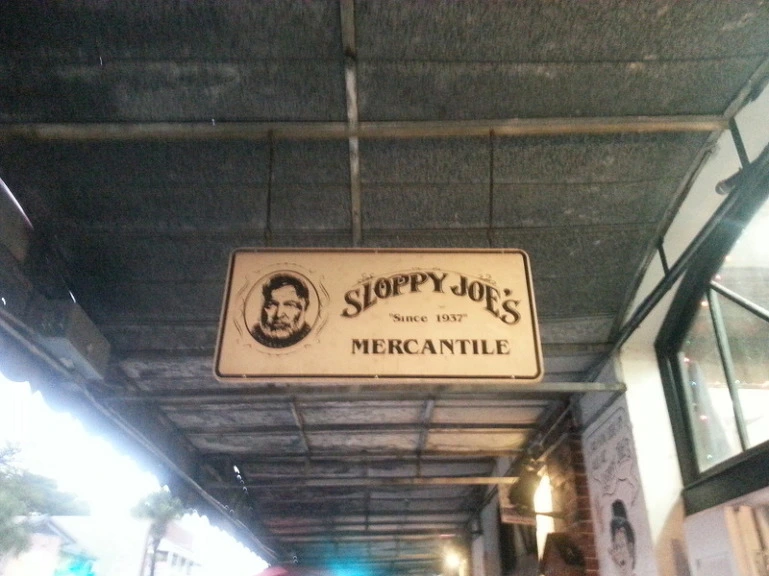 SLOPPY JOE'S
"Since 1937"
MERCANTILE